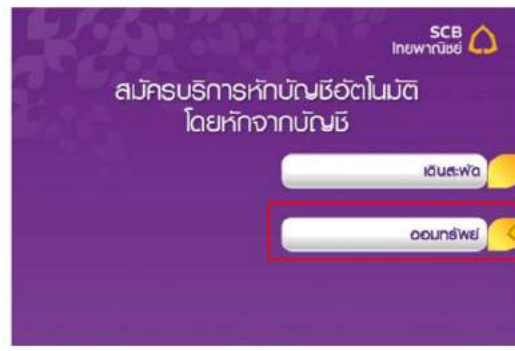 SCB
ไทยพาณิชย์
สมัครบริการหักบัญชีอัตโนมัติ
โดยหักจากบัญชี
เดินสะพัด
ออมทรัพย์